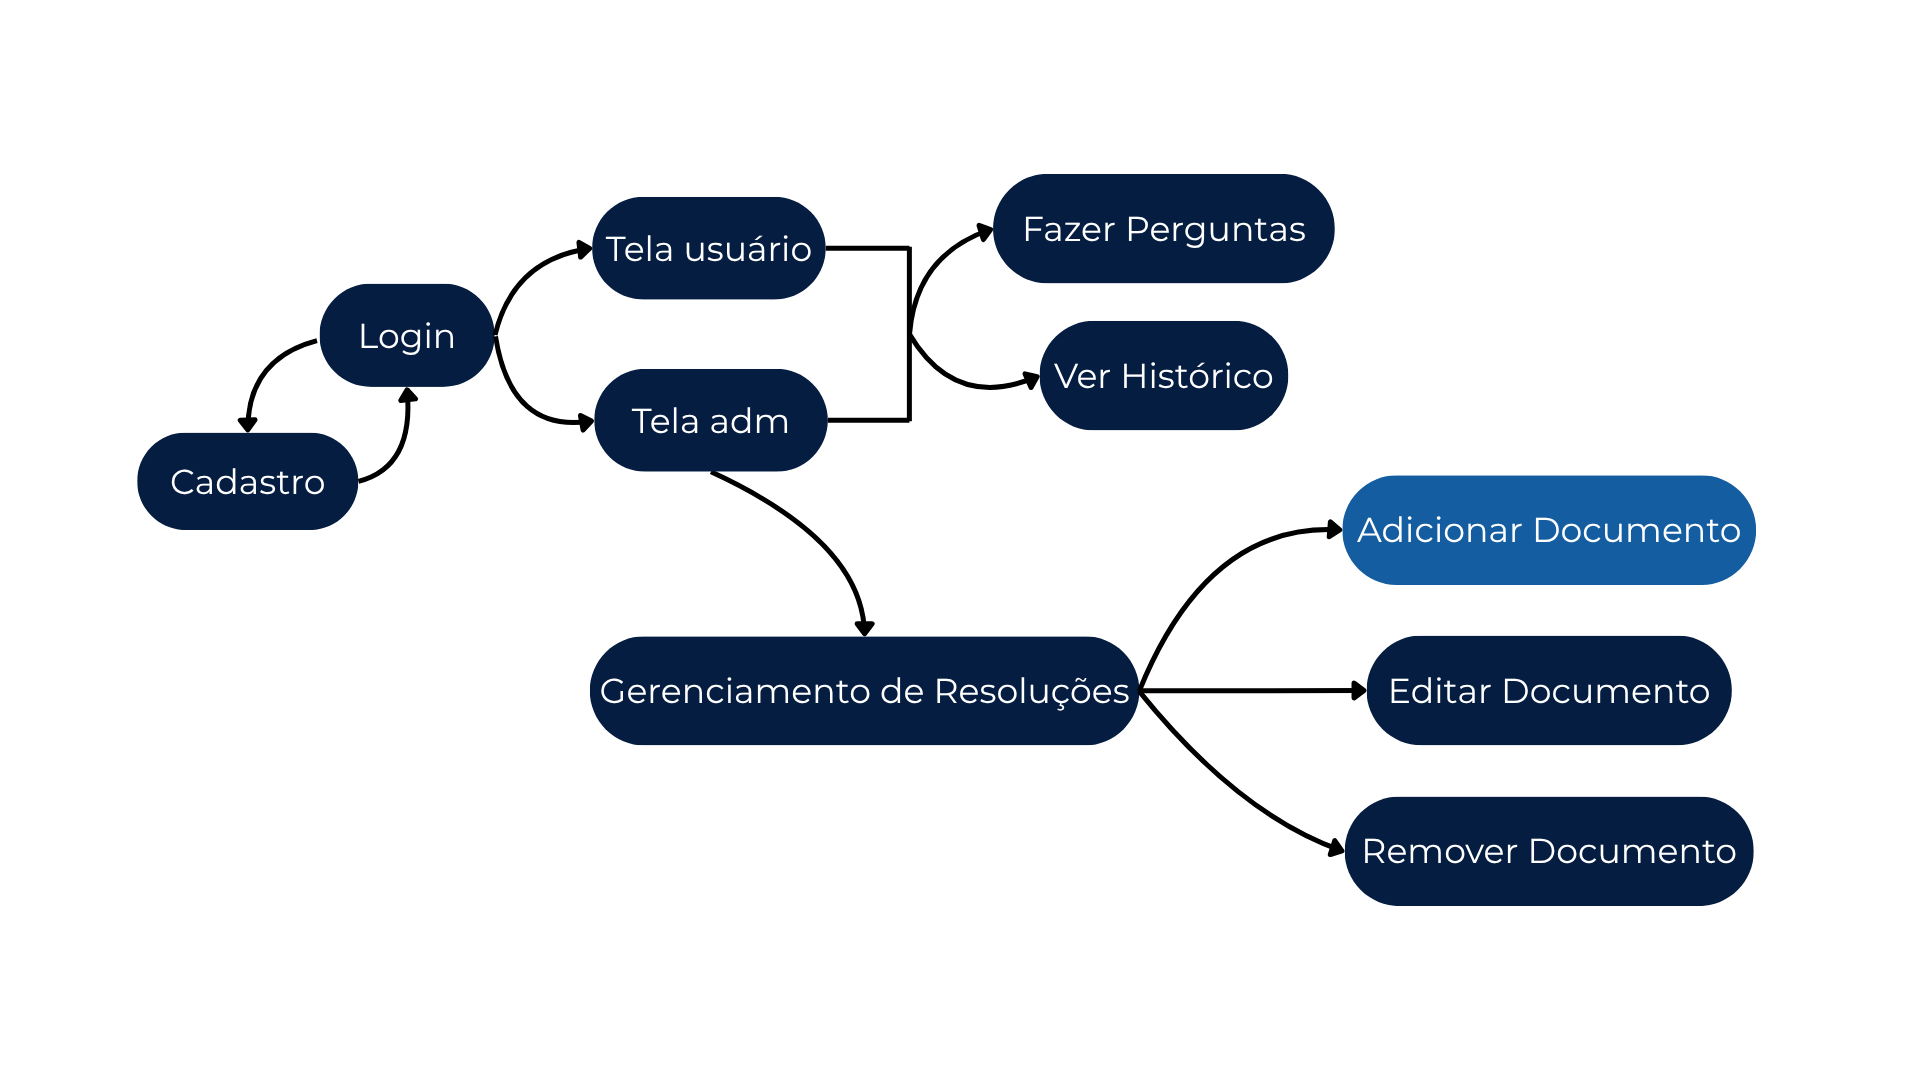 Login
Cadastro
Tela usuário
Tela adm
Fazer Perguntas
Ver Histórico
Gerenciamento de Resoluções
Adicionar Documento
Editar Documento
Remover Documento